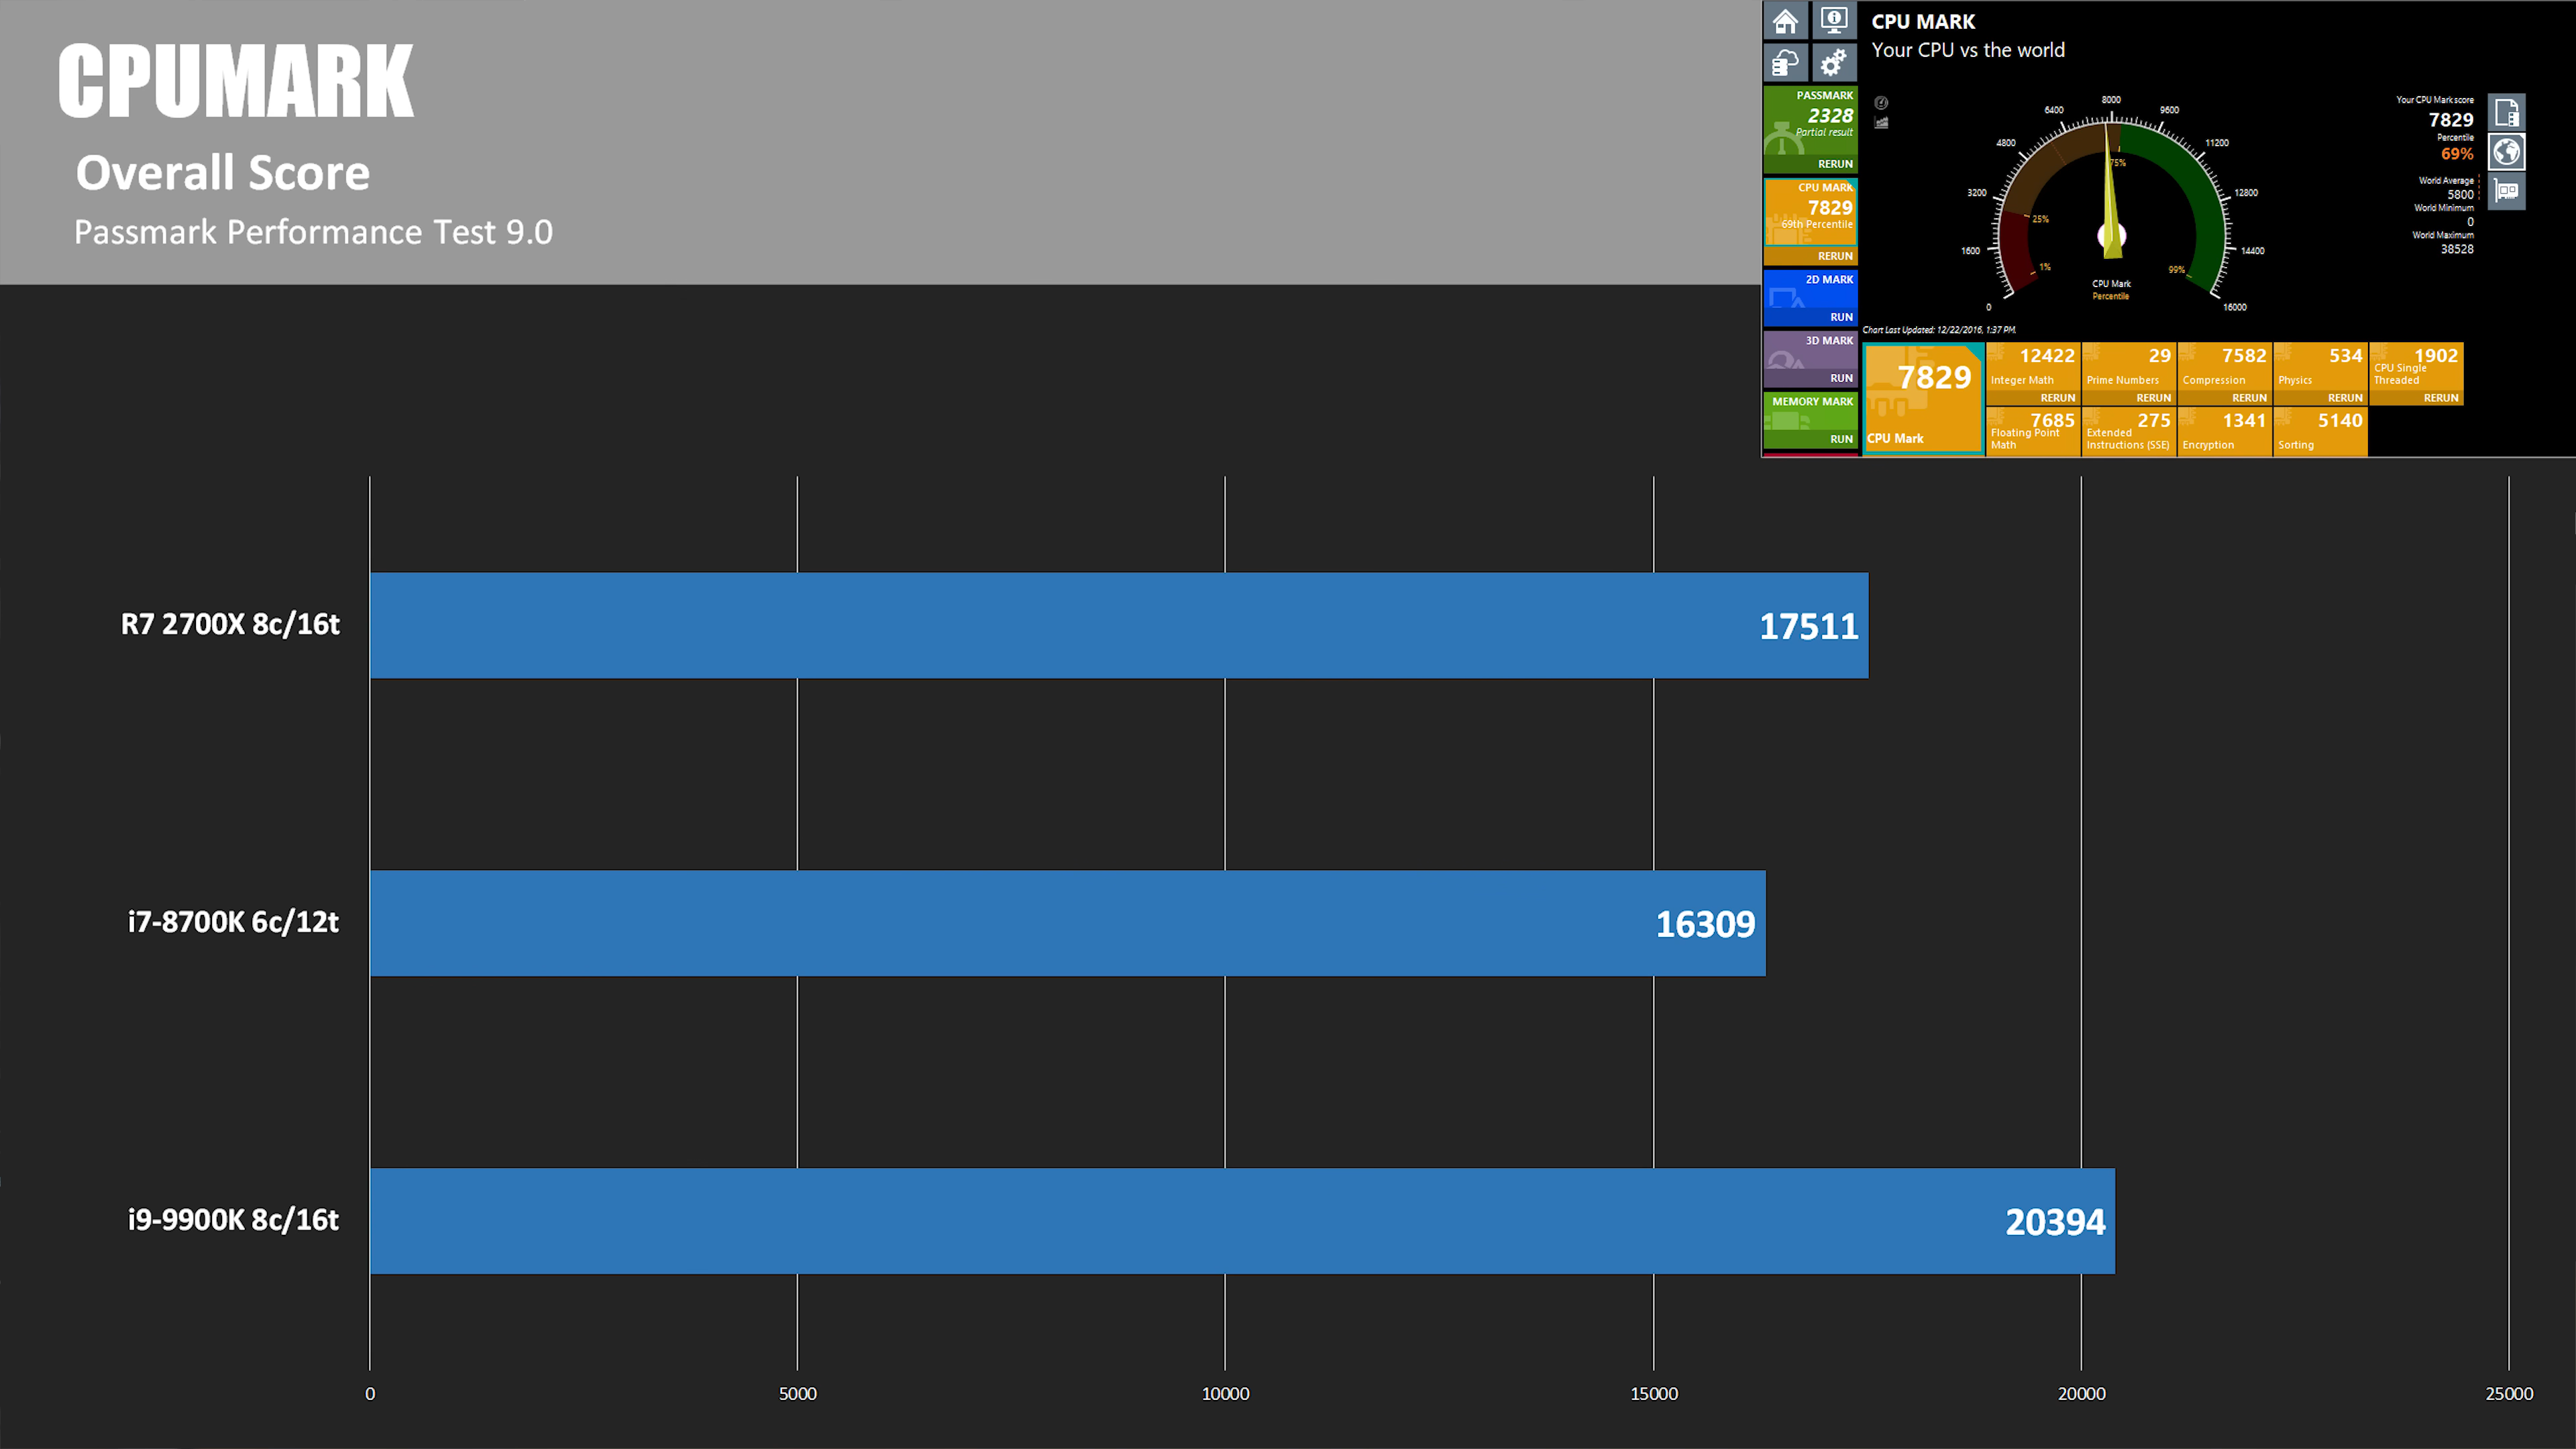 CPUMARK
Overall Score
Passmark Performance Test 9.0
CPU MARK
Your CPU vs the world
PASSMARK
2328
Partial result
RERUN
CPU MARK
7829
69th Percentile
RERUN
2D MARK
RUN
3D MARK
RUN
MEMORY MARK
RUN
0
1600
3200
4800
6400
8000
9600
11200
12800
14400
16000
1%
25%
75%
99%
CPU Mark
Percentile
Your CPU Mark score
7829
Percentile
69%
World Average
5800
World Minimum
0
World Maximum
38528
Chart Last Updated: 12/22/2016, 1:37 PM.
7829
CPU Mark
12422
Integer Math
RERUN
29
Prime Numbers
RERUN
7582
Compression
RERUN
534
Physics
RERUN
1902
CPU Single
Threaded
RERUN
7685
Floating Point
Math
275
Extended
Instructions (SSE)
1341
Encryption
5140
Sorting
R7 2700X 8c/16t
17511
i7-8700K 6c/12t
16309
i9-9900K 8c/16t
20394
0 5000 10000 15000 20000 25000